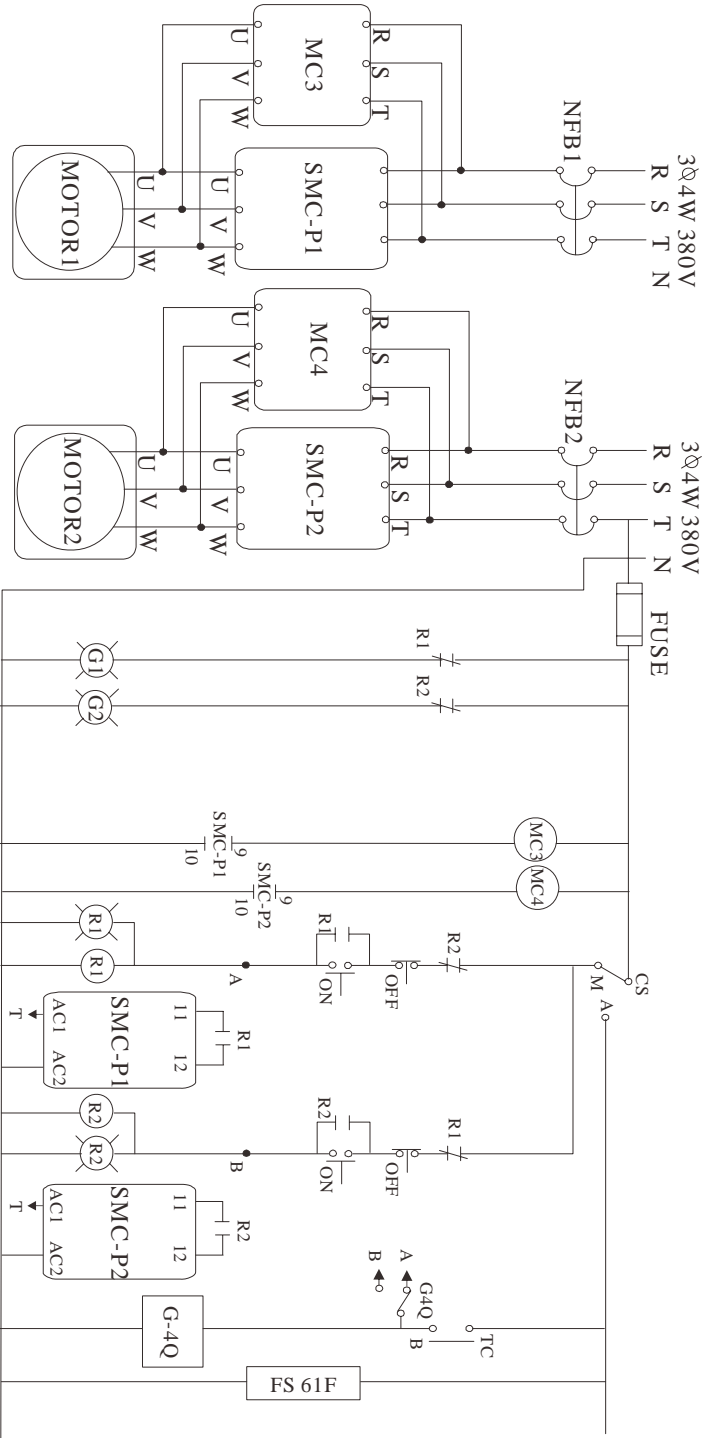 3Ø4W 380V
R S T N
NFB1
R S T
MC3
U V W
SMC-P1
U V W
U V W
MOTOR1
3Ø4W 380V
R S T N
NFB2
R S T
MC4
U V W
R S T
SMC-P2
U V W
U V W
MOTOR2
FUSE
R1
G1
R2
G2
MC3
SMC-P1
9
10
MC4
SMC-P2
9
10
CS
M
A
R2
OFF
ON
R1
A
R1
R1
R1
11 12
SMC-P1
AC1 AC2
T
R1
OFF
ON
R2
B
R2
R2
R2
11 12
SMC-P2
AC1 AC2
T
TC
B
G4Q
A
B
G-4Q
FS 61F